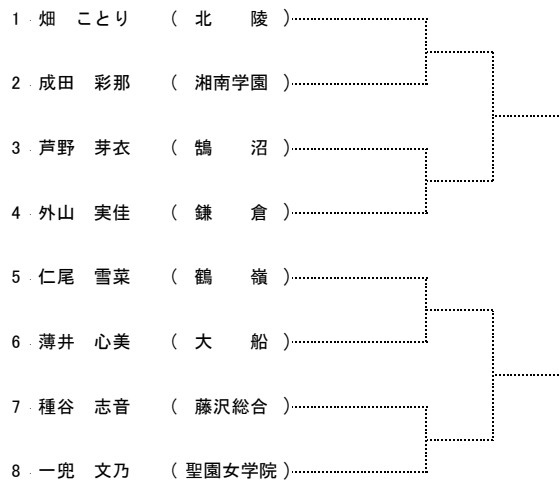 1 畑 ことり ( 北 陵 )
2 成田 彩那 ( 湘南学園 )
3 芦野 芽衣 ( 鵠 沼 )
4 外山 実佳 ( 鎌 倉 )
5 仁尾 雪菜 ( 鶴 嶺 )
6 薄井 心美 ( 大 船 )
7 種谷 志音 ( 藤沢総合 )
8 一兜 文乃 ( 聖園女学院 )